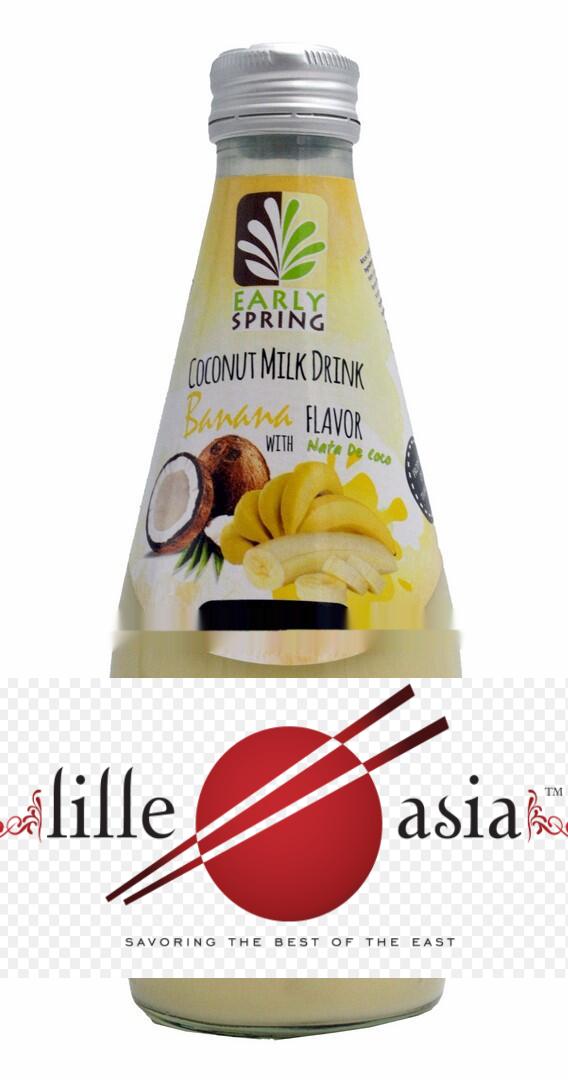 EARLY
SPRING
COCONUT MILK DRINK
Banana FLAVOR
WITH Nata De coco
lille asia ™
SAVORING THE BEST OF THE EAST